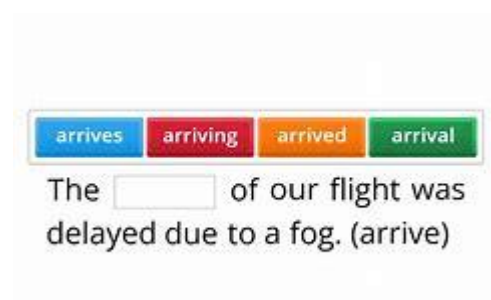 arrives arriving arrived arrival
The of our flight was
delayed due to a fog. (arrive)